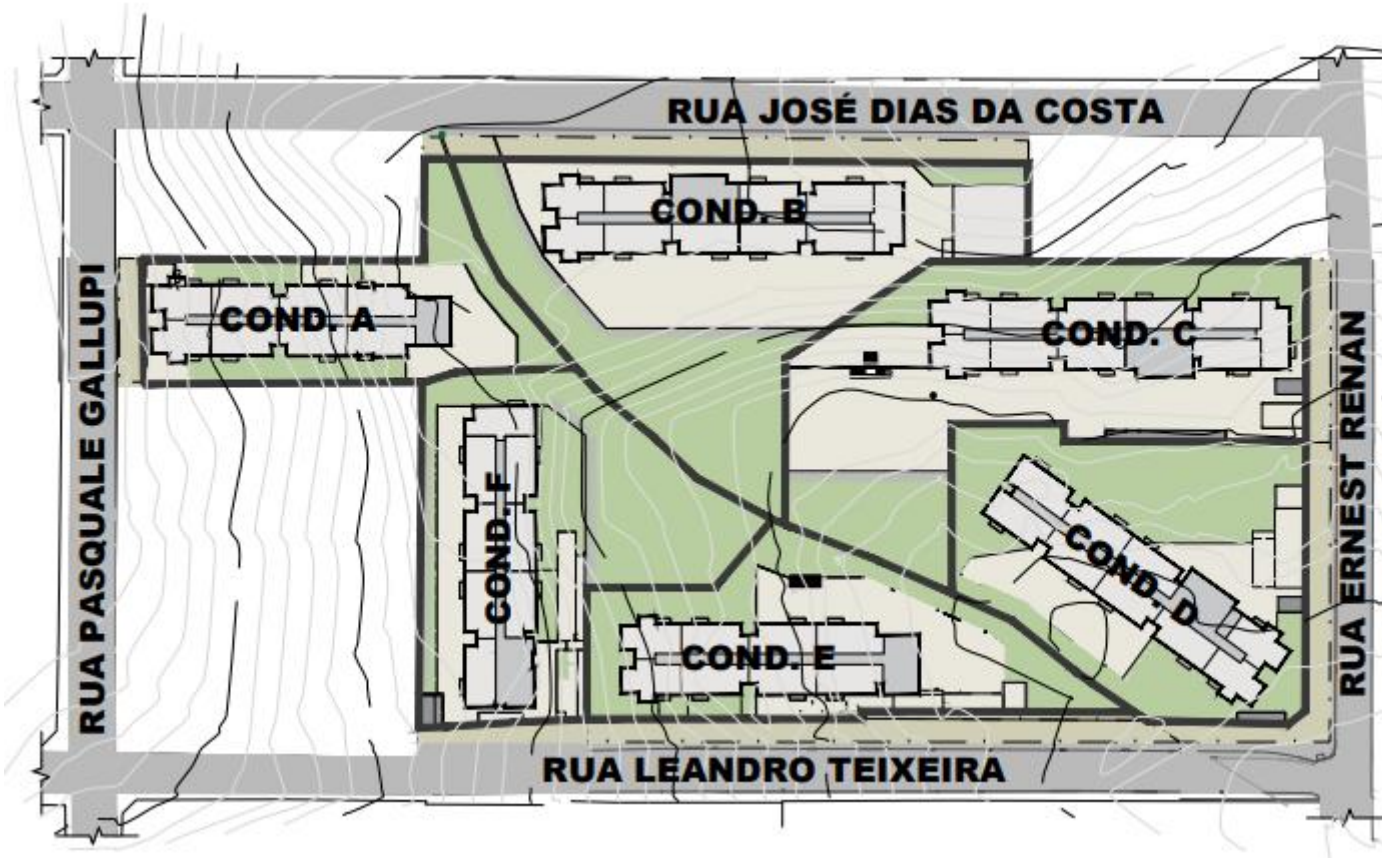 RUA JOSÉ DIAS DA COSTA
COND. B
COND. A
COND. C
RUA PASQUALE GALLUPI
RUA ERNEST RENAN
COND. F
COND. D
COND. E
RUA LEANDRO TEIXEIRA